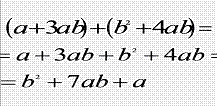 (a+3ab)+(b²+4ab)=
= a + 3ab + b² + 4ab =
= b² + 7ab + a